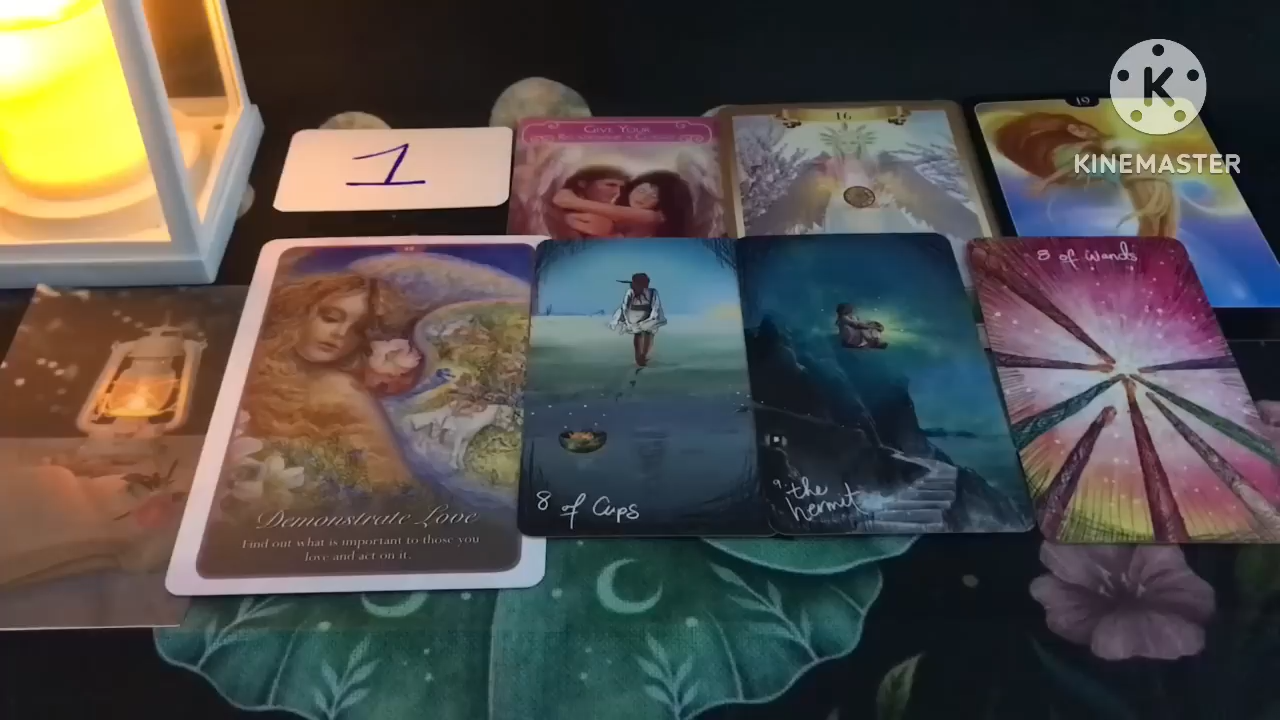 K
KINEMASTER
1
GIVE YOUR
16
10
8 of Wands
Demonstrate Love
Find out what is important to those you
love and act on it.
8 of Cups
9 the
hermit